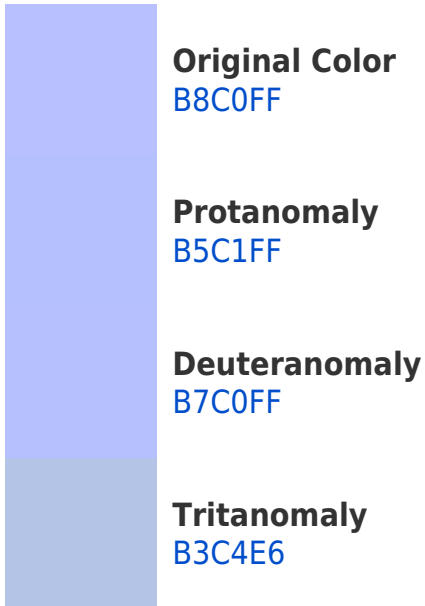 Original Color
B8C0FF
Protanomaly
B5C1FF
Deuteranomaly
B7C0FF
Tritanomaly
B3C4E6